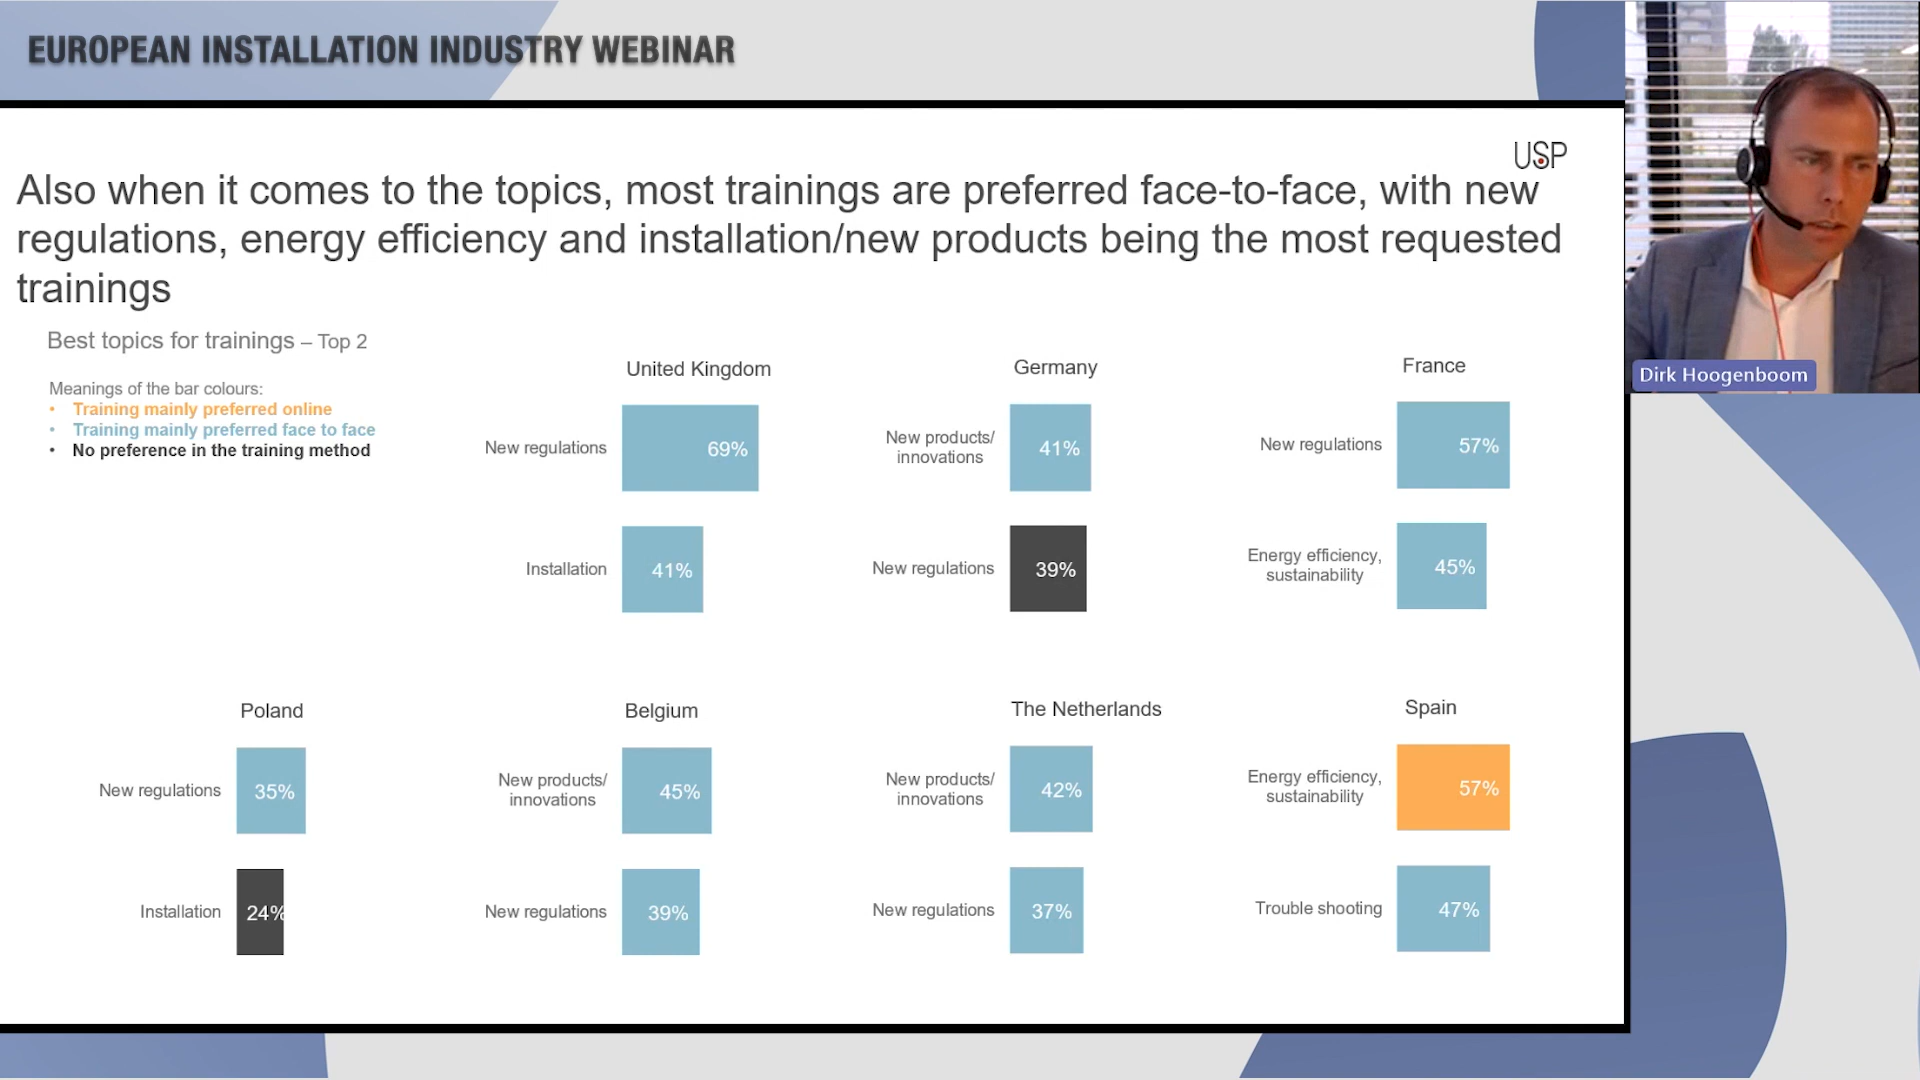 EUROPEAN INSTALLATION INDUSTRY WEBINAR
USP
Also when it comes to the topics, most trainings are preferred face-to-face, with new
regulations, energy efficiency and installation/new products being the most requested
trainings
Dirk Hoogenboom
Best topics for trainings – Top 2
Meanings of the bar colours:
• Training mainly preferred online
• Training mainly preferred face to face
• No preference in the training method
United Kingdom
New regulations
69%
Installation
41%
Germany
New products/
innovations
41%
New regulations
39%
France
New regulations
57%
Energy efficiency,
sustainability
45%
Poland
New regulations
35%
Installation
24%
Belgium
New products/
innovations
45%
New regulations
39%
The Netherlands
New products/
innovations
42%
New regulations
37%
Spain
Energy efficiency,
sustainability
57%
Trouble shooting
47%